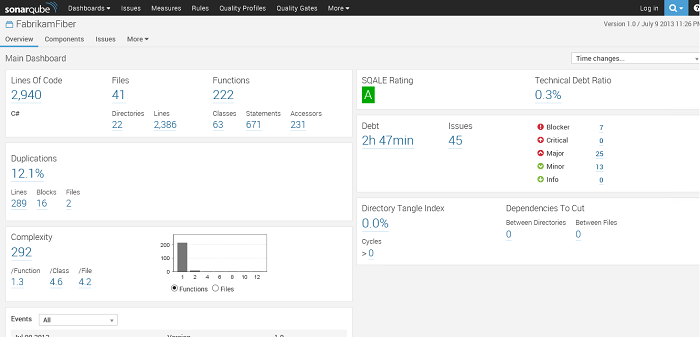 sonarqube Dashboards Issues Measures Rules Quality Profiles Quality Gates More Log in
FabrikamFiber
Version 1.0 / July 9 2013 11:26 PM
Overview Components Issues More
Main Dashboard
Time changes...
Lines Of Code Files Functions
2,940 41 222
C# Directories Lines Classes Statements Accessors
22 2,386 63 671 231
Duplications
12.1%
Lines Blocks Files
289 16 2
Complexity
292
/Function /Class /File
1.3 4.6 4.2
200
100
0
1 2 4 6 8 10 12
Functions Files
Events All
SQALE Rating Technical Debt Ratio
A 0.3%
Debt Issues
2h 47min 45
Blocker 7
Critical 0
Major 25
Minor 13
Info 0
Directory Tangle Index Dependencies To Cut
0.0% Between Directories Between Files
0 0
Cycles
> 0